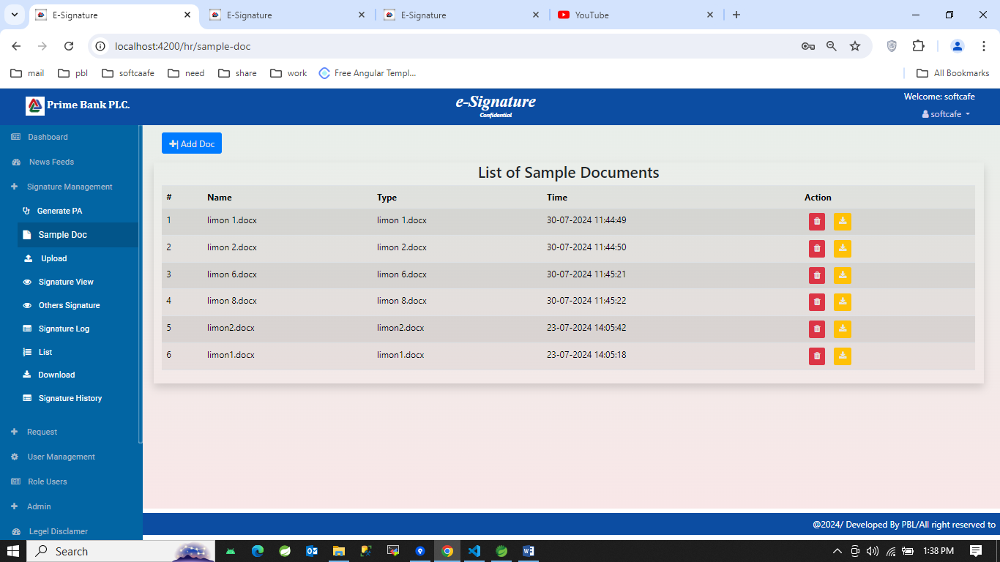 E-Signature
E-Signature
E-Signature
YouTube
localhost:4200/hr/sample-doc
mail
pbl
softcaafe
need
share
work
Free Angular Templ...
All Bookmarks
Prime Bank PLC.
e-Signature
Confidential
Welcome: softcafe
softcafe
Dashboard
News Feeds
Signature Management
Generate PA
Sample Doc
Upload
Signature View
Others Signature
Signature Log
List
Download
Signature History
Request
User Management
Role Users
Admin
Legel Disclamer
Add Doc
List of Sample Documents
# Name Type Time Action
1 limon 1.docx limon 1.docx 30-07-2024 11:44:49
2 limon 2.docx limon 2.docx 30-07-2024 11:44:50
3 limon 6.docx limon 6.docx 30-07-2024 11:45:21
4 limon 8.docx limon 8.docx 30-07-2024 11:45:22
5 limon2.docx limon2.docx 23-07-2024 14:05:42
6 limon1.docx limon1.docx 23-07-2024 14:05:18
@2024/ Developed By PBL/All right reserved to
Search
1:38 PM